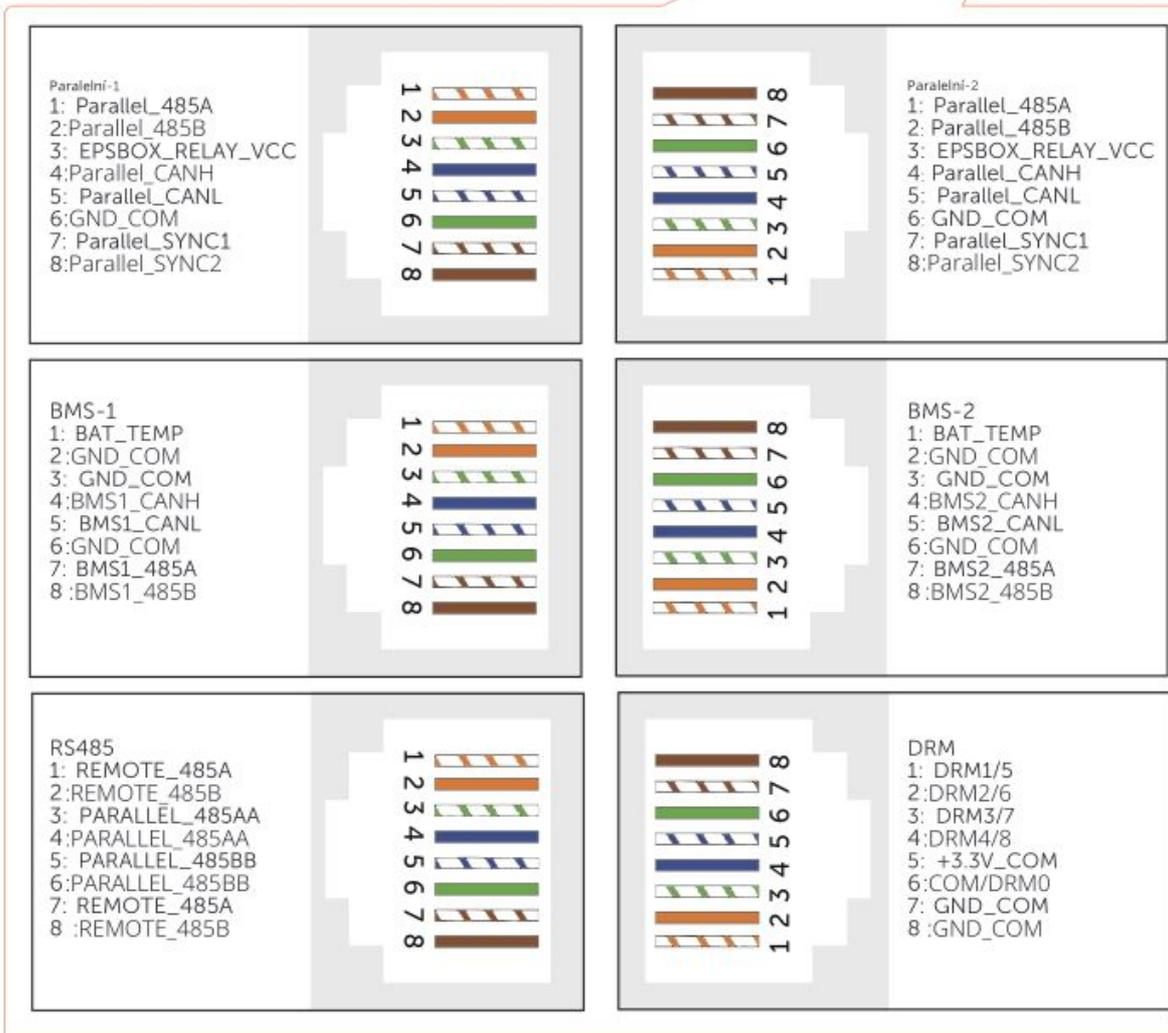 Paralelní-1
1: Parallel_485A
2:Parallel_485B
3: EPSBOX_RELAY_VCC
4:Parallel_CANH
5: Parallel_CANL
6:GND_COM
7: Parallel_SYNC1
8:Parallel_SYNC2
1
2
3
4
5
6
7
8
8
7
6
5
4
3
2
1
Paralelní-2
1: Parallel_485A
2: Parallel_485B
3: EPSBOX_RELAY_VCC
4: Parallel_CANH
5: Parallel_CANL
6: GND_COM
7: Parallel_SYNC1
8:Parallel_SYNC2
BMS-1
1: BAT_TEMP
2:GND_COM
3: GND_COM
4:BMS1_CANH
5: BMS1_CANL
6:GND_COM
7: BMS1_485A
8 :BMS1_485B
1
2
3
4
5
6
7
8
8
7
6
5
4
3
2
1
BMS-2
1: BAT_TEMP
2:GND_COM
3: GND_COM
4:BMS2_CANH
5: BMS2_CANL
6:GND_COM
7: BMS2_485A
8:BMS2_485B
RS485
1: REMOTE_485A
2:REMOTE_485B
3: PARALLEL_485AA
4:PARALLEL_485AA
5: PARALLEL_485BB
6:PARALLEL_485BB
7: REMOTE_485A
8 :REMOTE_485B
1
2
3
4
5
6
7
8
8
7
6
5
4
3
2
1
DRM
1: DRM1/5
2:DRM2/6
3: DRM3/7
4:DRM4/8
5: +3.3V_COM
6:COM/DRM0
7: GND_COM
8 :GND_COM